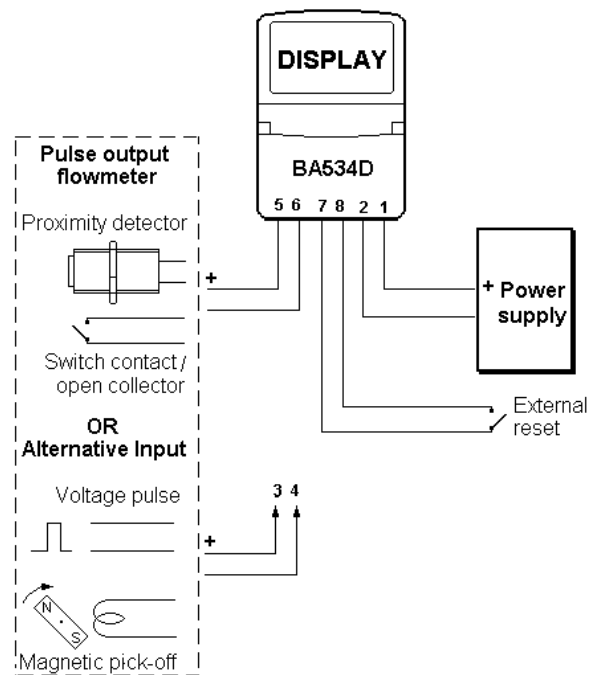 DISPLAY
BA534D
5 6 7 8 2 1
Pulse output
flowmeter
Proximity detector
+
Switch contact /
open collector
OR
Alternative Input
Voltage pulse
+
N
S
Magnetic pick-off
3 4
+ Power
supply
External
reset